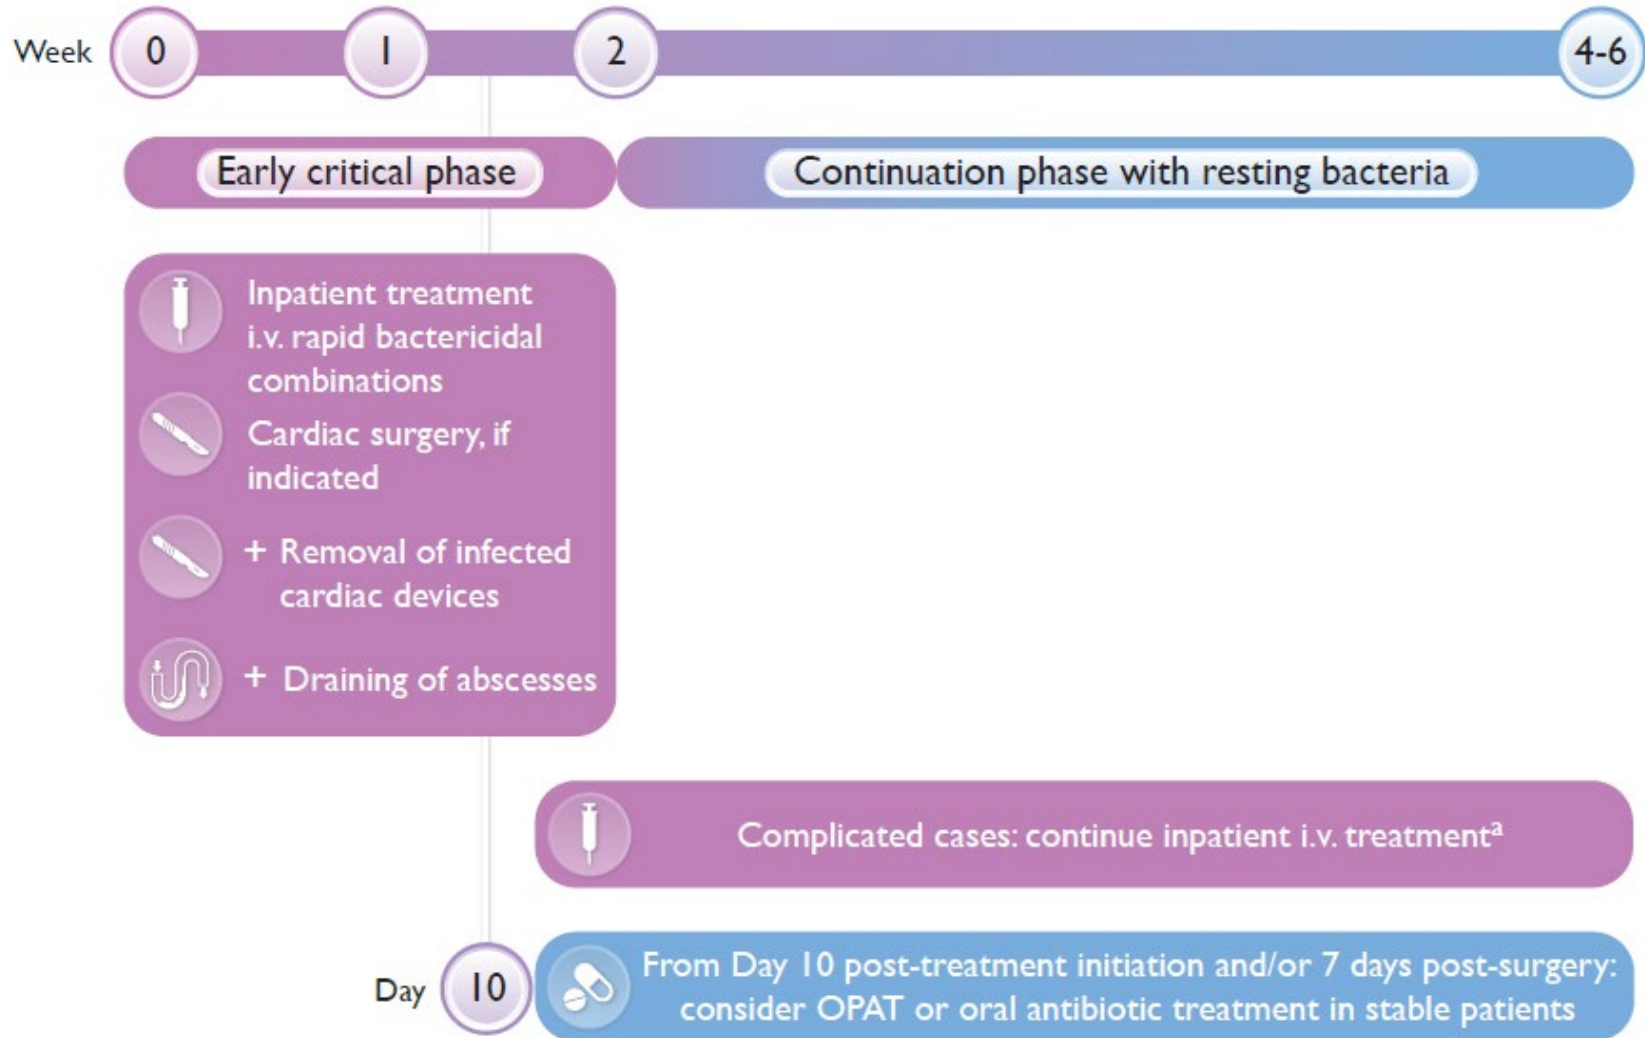 Week 0 1 2 4-6
Early critical phase
Continuation phase with resting bacteria
Inpatient treatment
i.v. rapid bactericidal
combinations
Cardiac surgery, if
indicated
+ Removal of infected
cardiac devices
+ Draining of abscesses
Complicated cases: continue inpatient i.v. treatmentᵃ
Day 10
From Day 10 post-treatment initiation and/or 7 days post-surgery:
consider OPAT or oral antibiotic treatment in stable patients